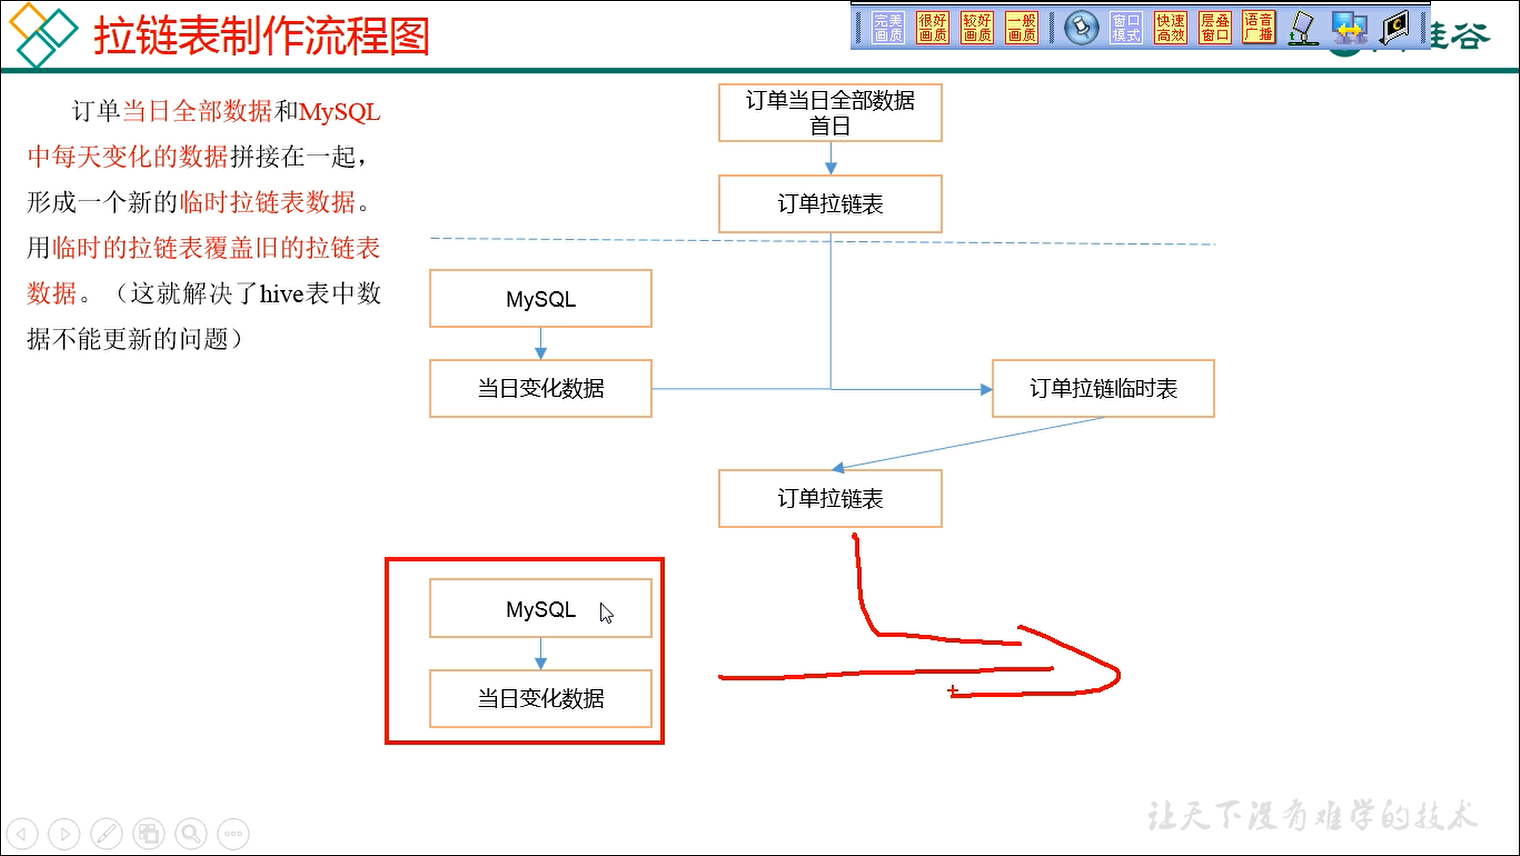 拉链表制作流程图
完美画质
很好画质
较好画质
一般画质
窗口模式
快速高效
层叠窗口
语音广播
谷
订单当日全部数据和MySQL
中每天变化的数据拼接在一起，
形成一个新的临时拉链表数据。
用临时的拉链表覆盖旧的拉链表
数据。（这就解决了hive表中数
据不能更新的问题）
订单当日全部数据
首日
订单拉链表
MySQL
当日变化数据
订单拉链临时表
订单拉链表
MySQL
当日变化数据
让天下没有难学的技术